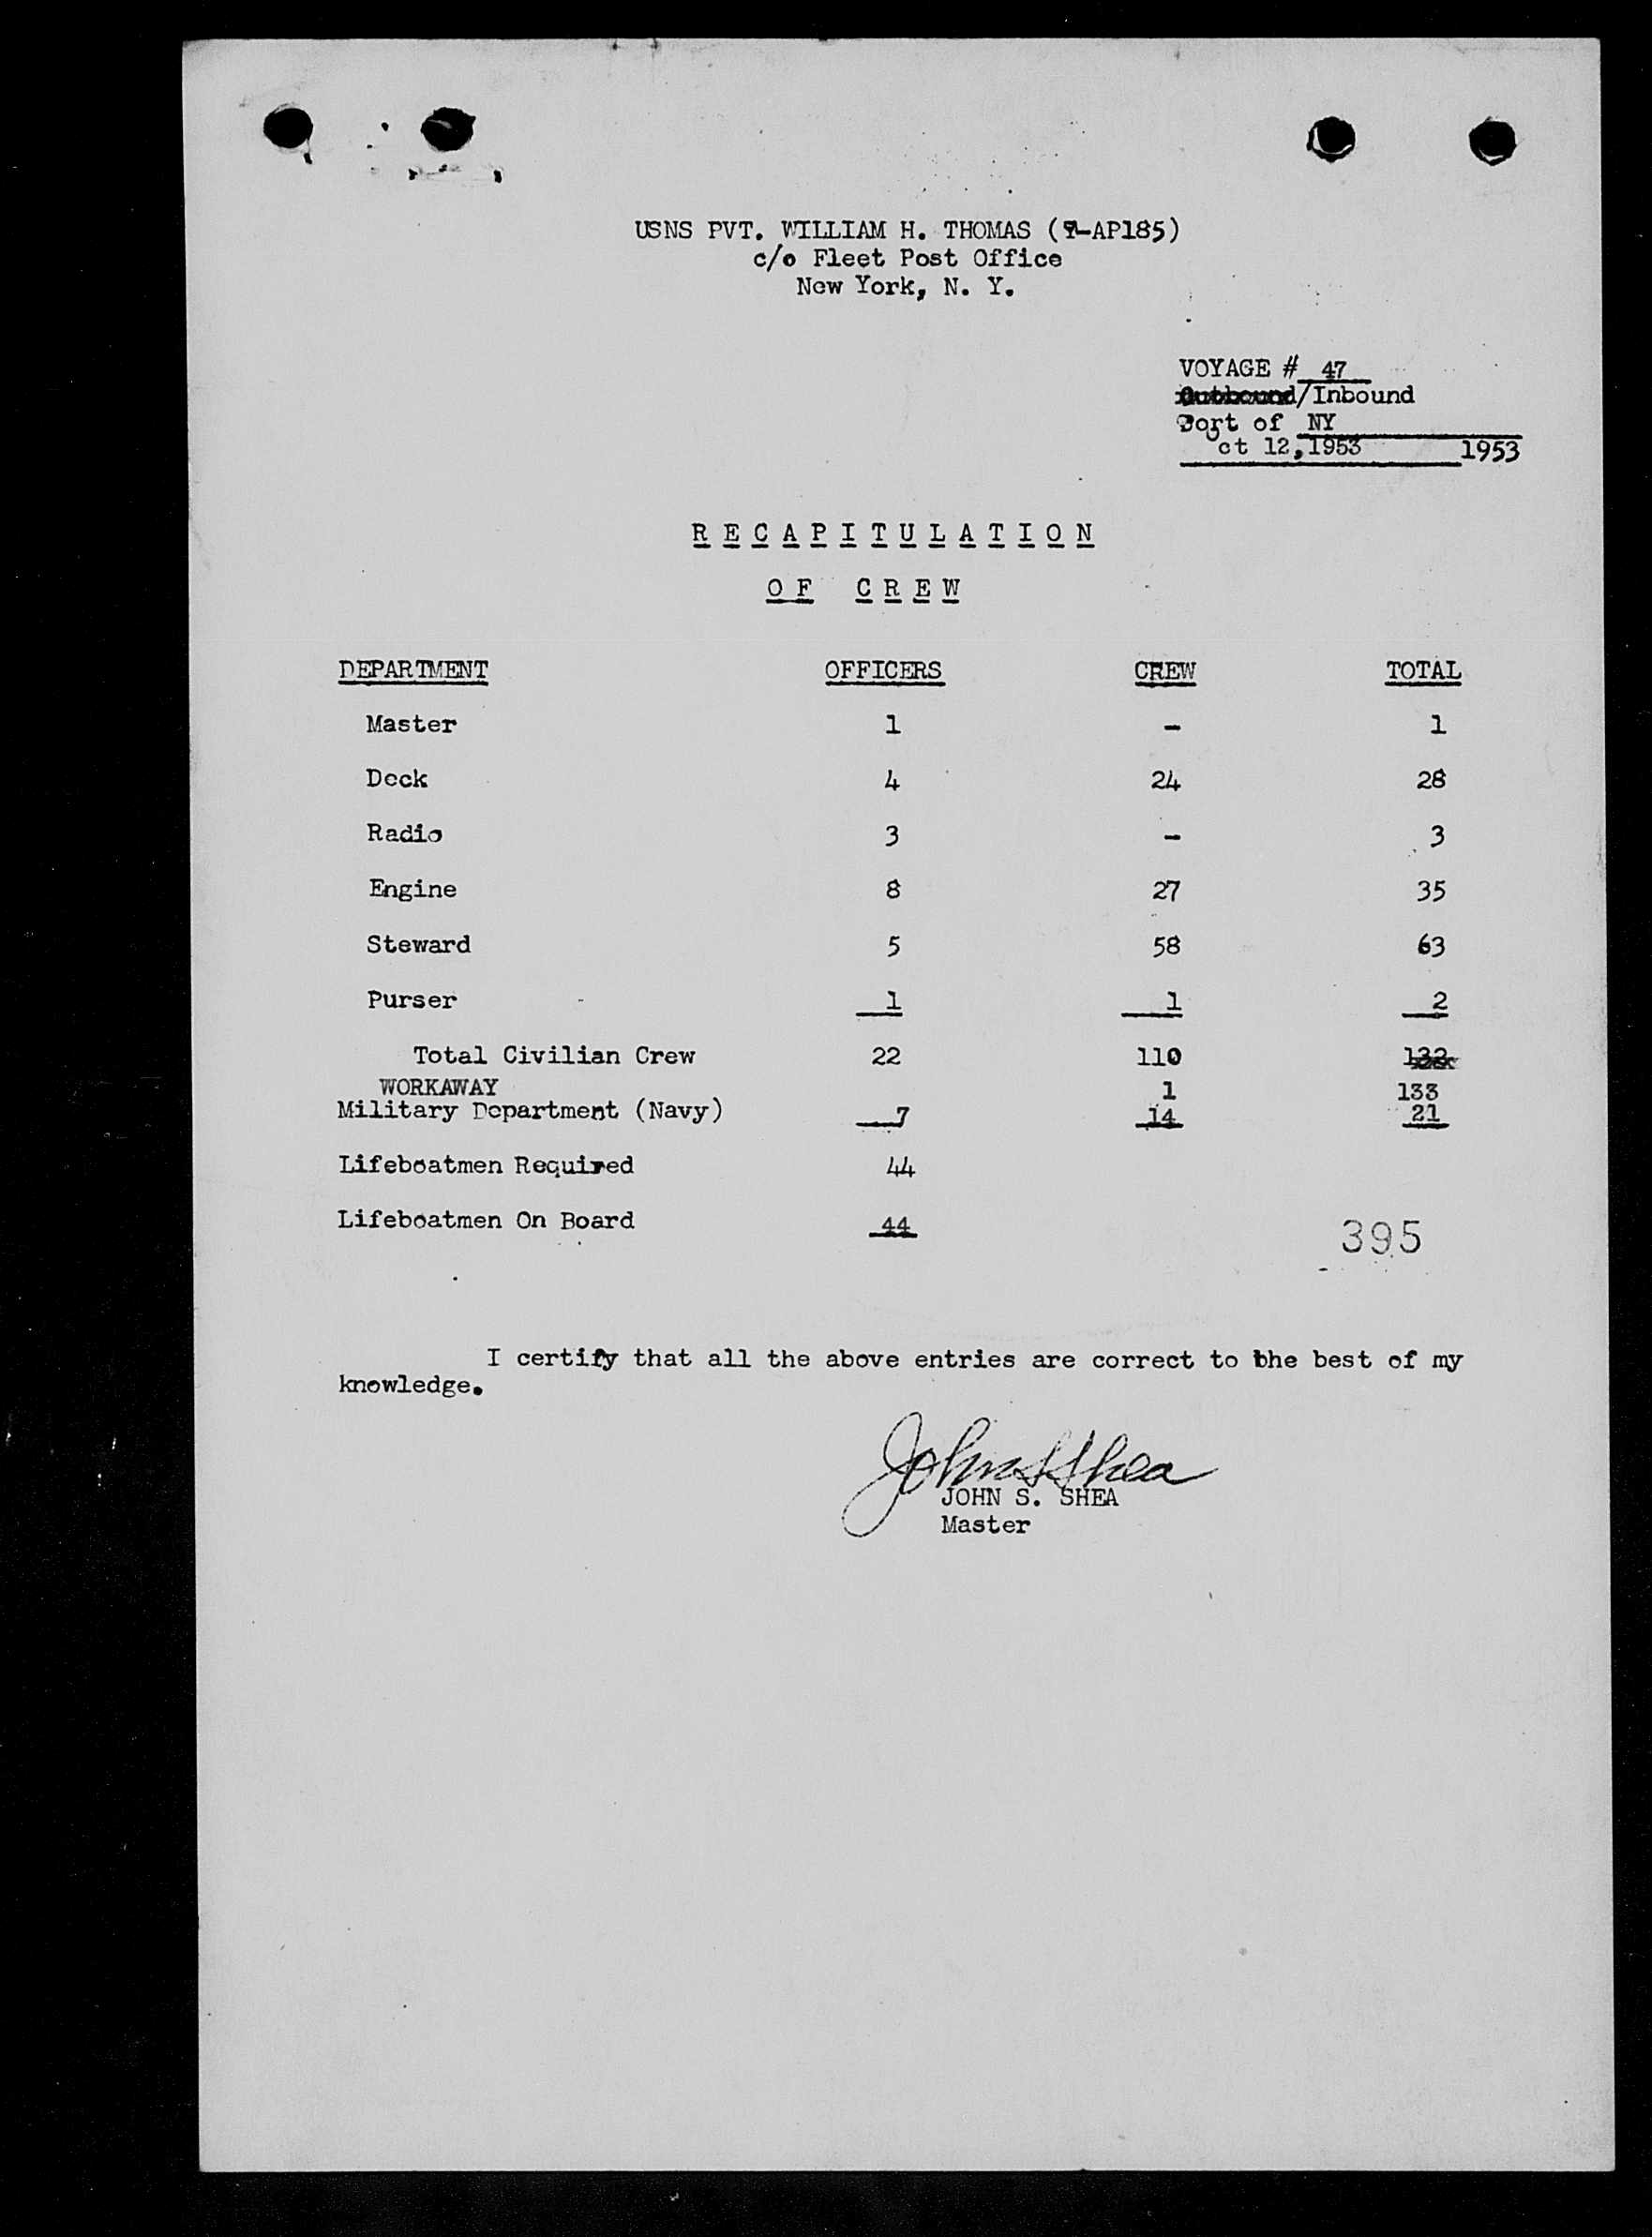 USNS PVT. WILLIAM H. THOMAS (T-AP185)
c/o Fleet Post Office
New York, N. Y.
VOYAGE # 47
Outbound/Inbound
Port of NY
Oct 12,1953 1953
RECAPITULATION
OF CREW
DEPARTMENT OFFICERS CREW TOTAL
Master 1 - 1
Deck 4 24 28
Radio 3 - 3
Engine 8 27 35
Steward 5 58 63
Purser 1 1 2
Total Civilian Crew 22 110 132
WORKAWAY 1 133
Military Department (Navy) 7 14 21
Lifeboatmen Required 44
Lifeboatmen On Board 44
395
I certify that all the above entries are correct to the best of my
knowledge.
John S Shea
JOHN S. SHEA
Master